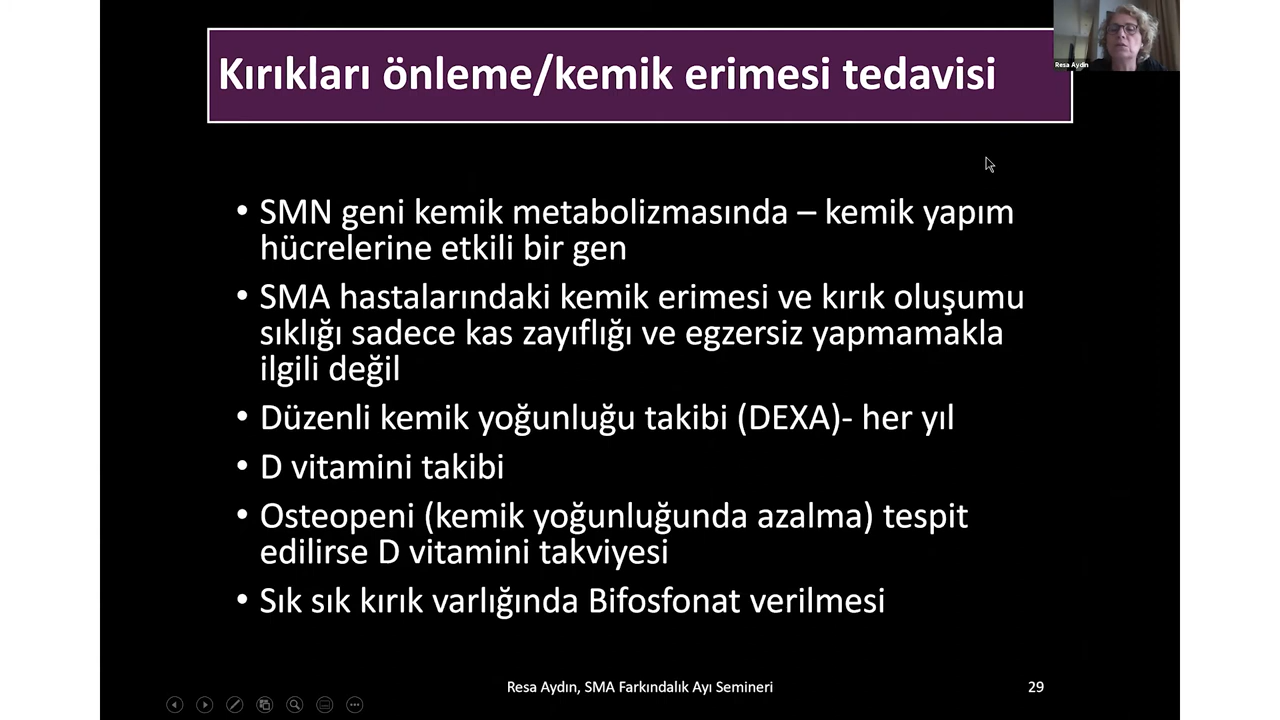 Kırıkları önleme/kemik erimesi tedavisi
Resa Aydın
• SMN geni kemik metabolizmasında – kemik yapım
hücrelerine etkili bir gen
• SMA hastalarındaki kemik erimesi ve kırık oluşumu
sıklığı sadece kas zayıflığı ve egzersiz yapmamakla
ilgili değil
• Düzenli kemik yoğunluğu takibi (DEXA)- her yıl
• D vitamini takibi
• Osteopeni (kemik yoğunluğunda azalma) tespit
edilirse D vitamini takviyesi
• Sık sık kırık varlığında Bifosfonat verilmesi
Resa Aydın, SMA Farkındalık Ayı Semineri
29